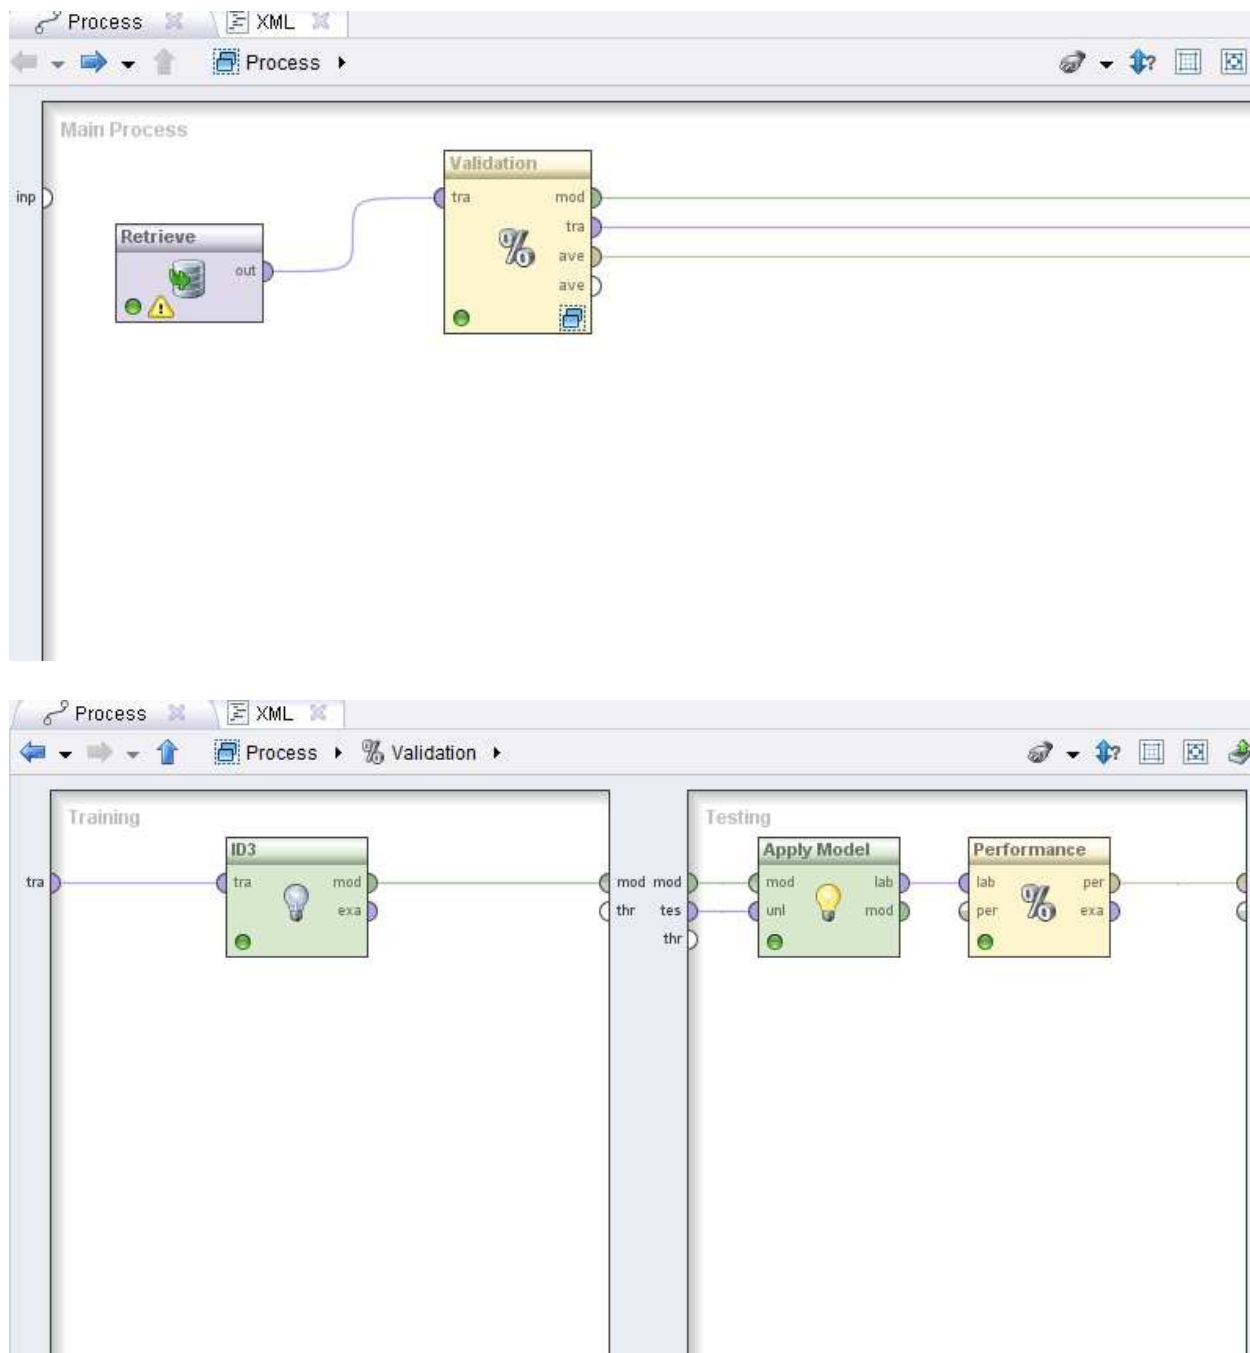 Process XML
Process
Main Process
inp
Retrieve
out
Validation
tra mod
tra
ave
ave
Process XML
Process Validation
Training
tra
ID3
tra mod
exa
mod mod
thr tes
thr
Testing
Apply Model
mod lab
unl mod
Performance
lab per
per exa